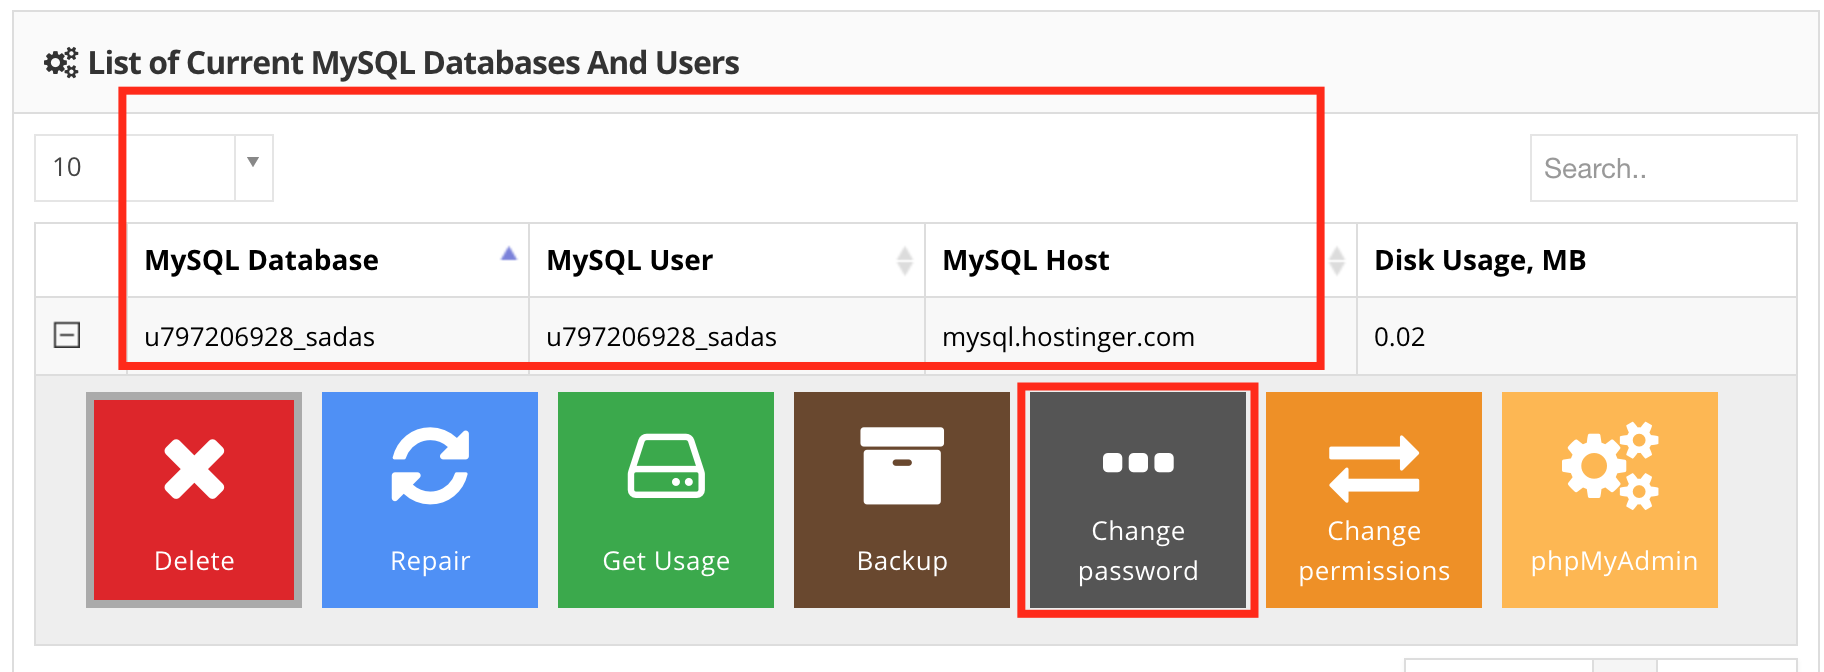 List of Current MySQL Databases And Users
10
Search..
MySQL Database MySQL User MySQL Host Disk Usage, MB
u797206928_sadas u797206928_sadas mysql.hostinger.com 0.02
Delete
Repair
Get Usage
Backup
Change
password
Change
permissions
phpMyAdmin